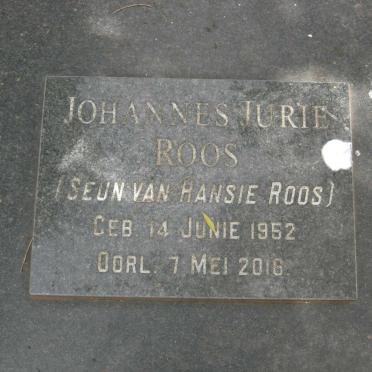 JOHANNES JURIE
ROOS
(SEUN VAN HANSIE ROOS)
GEB. 14 JUNIE 1952
OORL. 7 MEI 2016